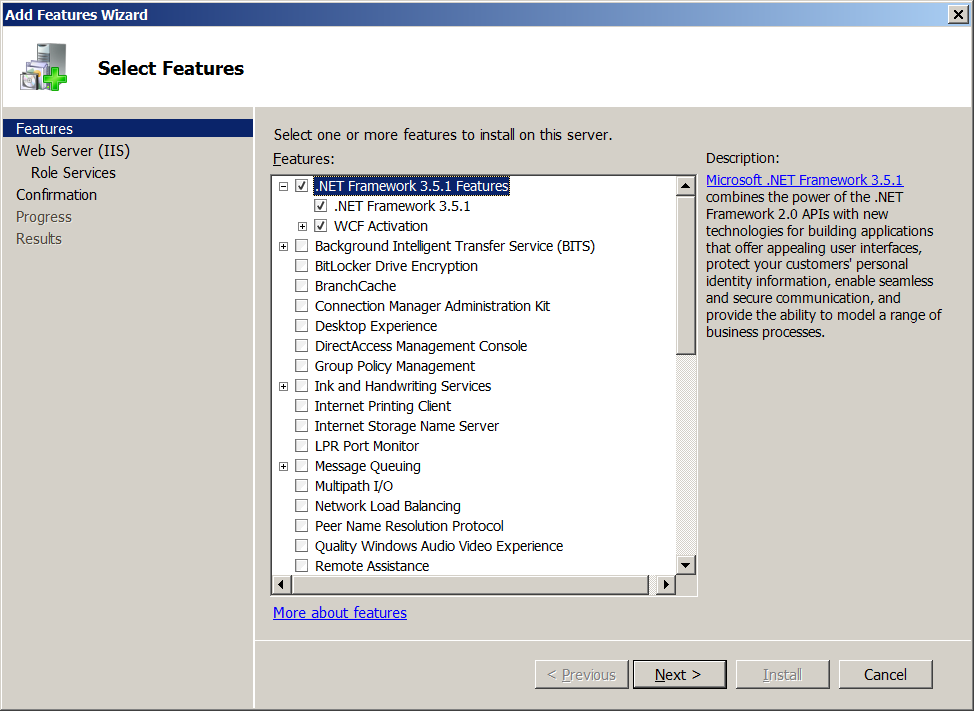 Add Features Wizard
Select Features
Features
Web Server (IIS)
Role Services
Confirmation
Progress
Results
Select one or more features to install on this server.
Features:
.NET Framework 3.5.1 Features
.NET Framework 3.5.1
WCF Activation
Background Intelligent Transfer Service (BITS)
BitLocker Drive Encryption
BranchCache
Connection Manager Administration Kit
Desktop Experience
DirectAccess Management Console
Group Policy Management
Ink and Handwriting Services
Internet Printing Client
Internet Storage Name Server
LPR Port Monitor
Message Queuing
Multipath I/O
Network Load Balancing
Peer Name Resolution Protocol
Quality Windows Audio Video Experience
Remote Assistance
More about features
Description:
Microsoft .NET Framework 3.5.1
combines the power of the .NET
Framework 2.0 APIs with new
technologies for building applications
that offer appealing user interfaces,
protect your customers' personal
identity information, enable seamless
and secure communication, and
provide the ability to model a range of
business processes.
< Previous
Next >
Install
Cancel